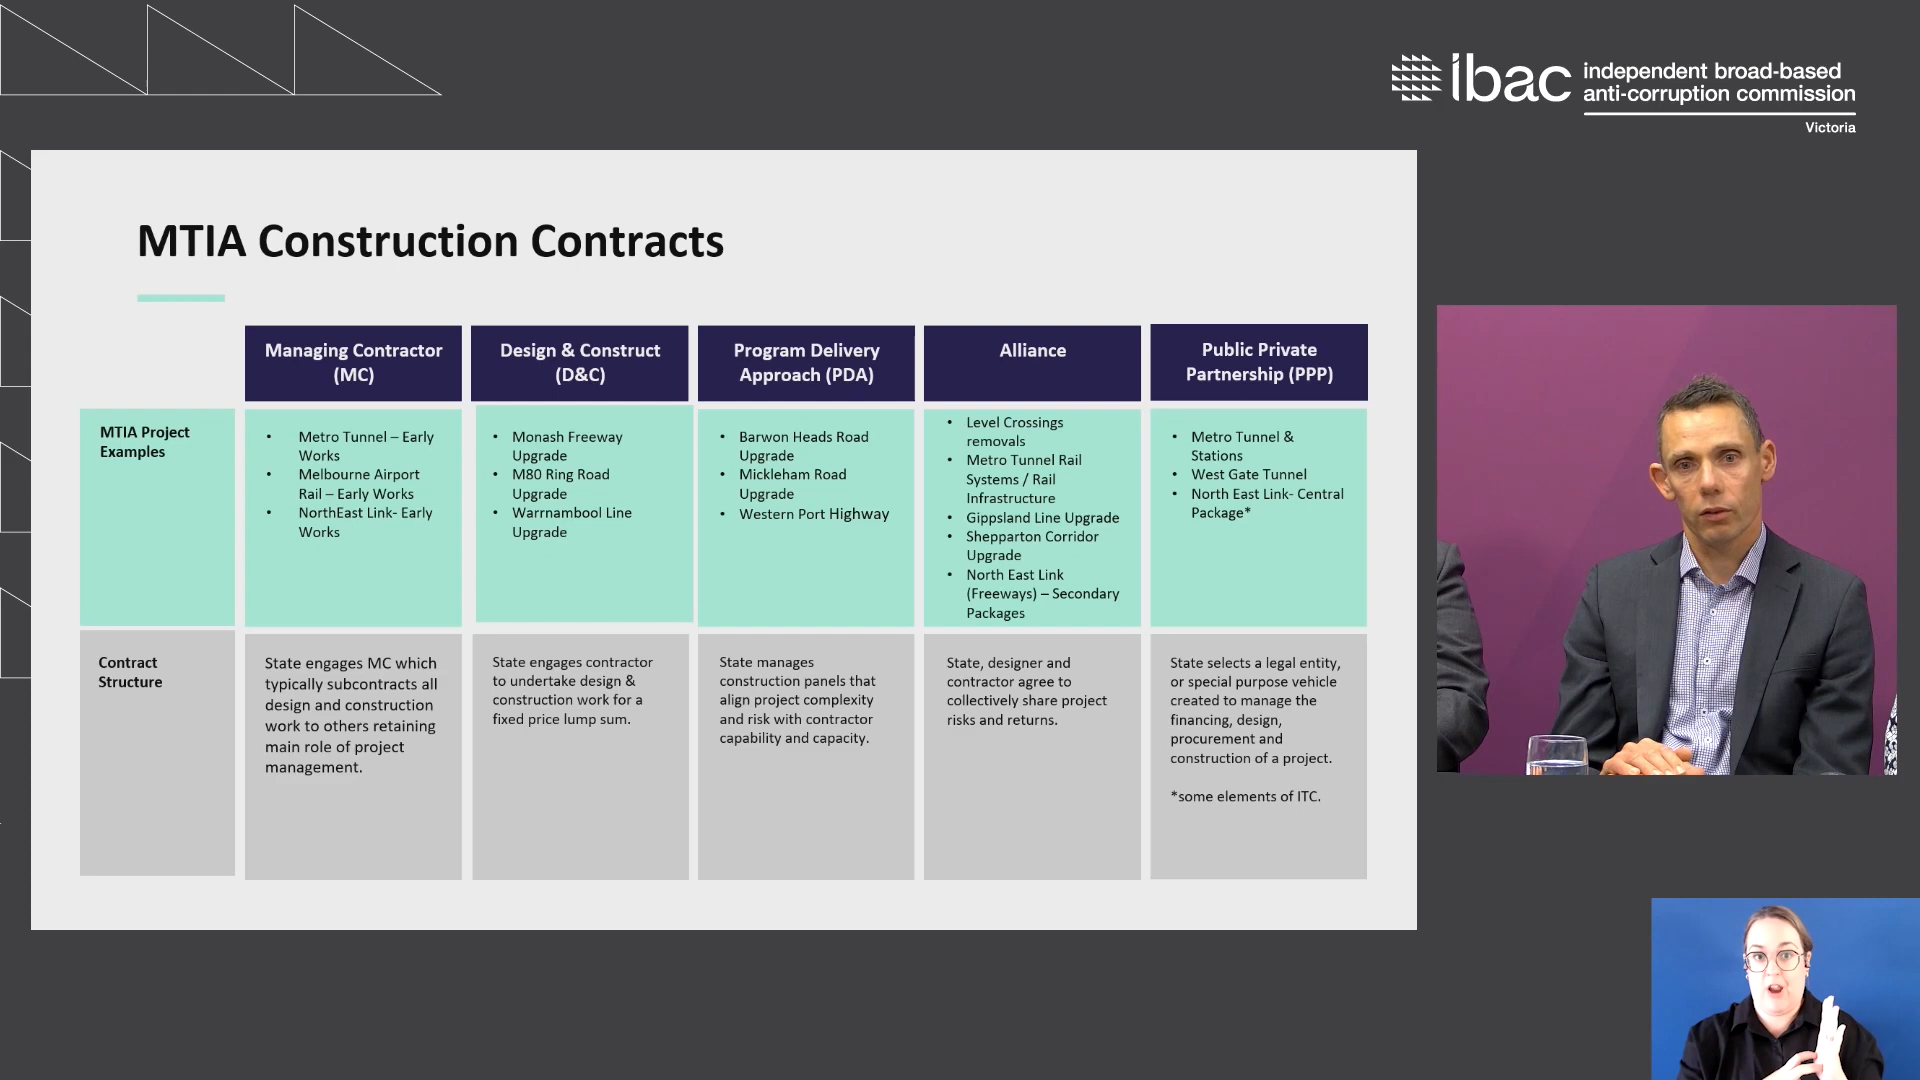 ibac independent broad-based
anti-corruption commission
Victoria
MTIA Construction Contracts
Managing Contractor
(MC)
Design & Construct
(D&C)
Program Delivery
Approach (PDA)
Alliance
Public Private
Partnership (PPP)
MTIA Project
Examples
• Metro Tunnel – Early
Works
• Melbourne Airport
Rail – Early Works
• NorthEast Link- Early
Works
• Monash Freeway
Upgrade
• M80 Ring Road
Upgrade
• Warrnambool Line
Upgrade
• Barwon Heads Road
Upgrade
• Mickleham Road
Upgrade
• Western Port Highway
• Level Crossings
removals
• Metro Tunnel Rail
Systems / Rail
Infrastructure
• Gippsland Line Upgrade
• Shepparton Corridor
Upgrade
• North East Link
(Freeways) – Secondary
Packages
• Metro Tunnel &
Stations
• West Gate Tunnel
• North East Link- Central
Package*
Contract
Structure
State engages MC which
typically subcontracts all
design and construction
work to others retaining
main role of project
management.
State engages contractor
to undertake design &
construction work for a
fixed price lump sum.
State manages
construction panels that
align project complexity
and risk with contractor
capability and capacity.
State, designer and
contractor agree to
collectively share project
risks and returns.
State selects a legal entity,
or special purpose vehicle
created to manage the
financing, design,
procurement and
construction of a project.
*some elements of ITC.